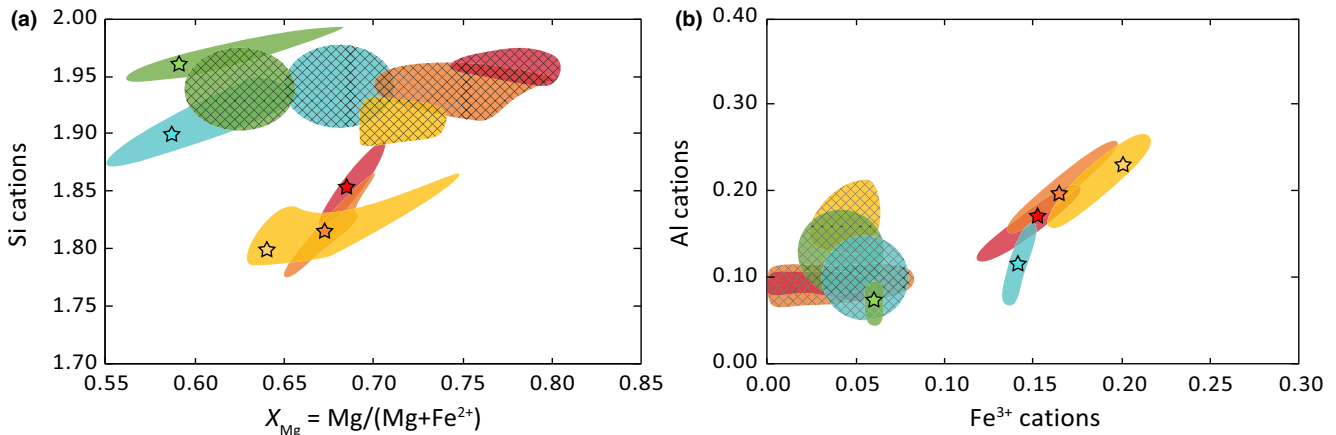 (a)
2.00
1.95
1.90
1.85
1.80
1.75
1.70
Si cations
0.55 0.60 0.65 0.70 0.75 0.80 0.85
X_Mg = Mg/(Mg+Fe²⁺)
(b)
0.40
0.30
0.20
0.10
0.00
Al cations
0.00 0.05 0.10 0.15 0.20 0.25 0.30
Fe³⁺ cations